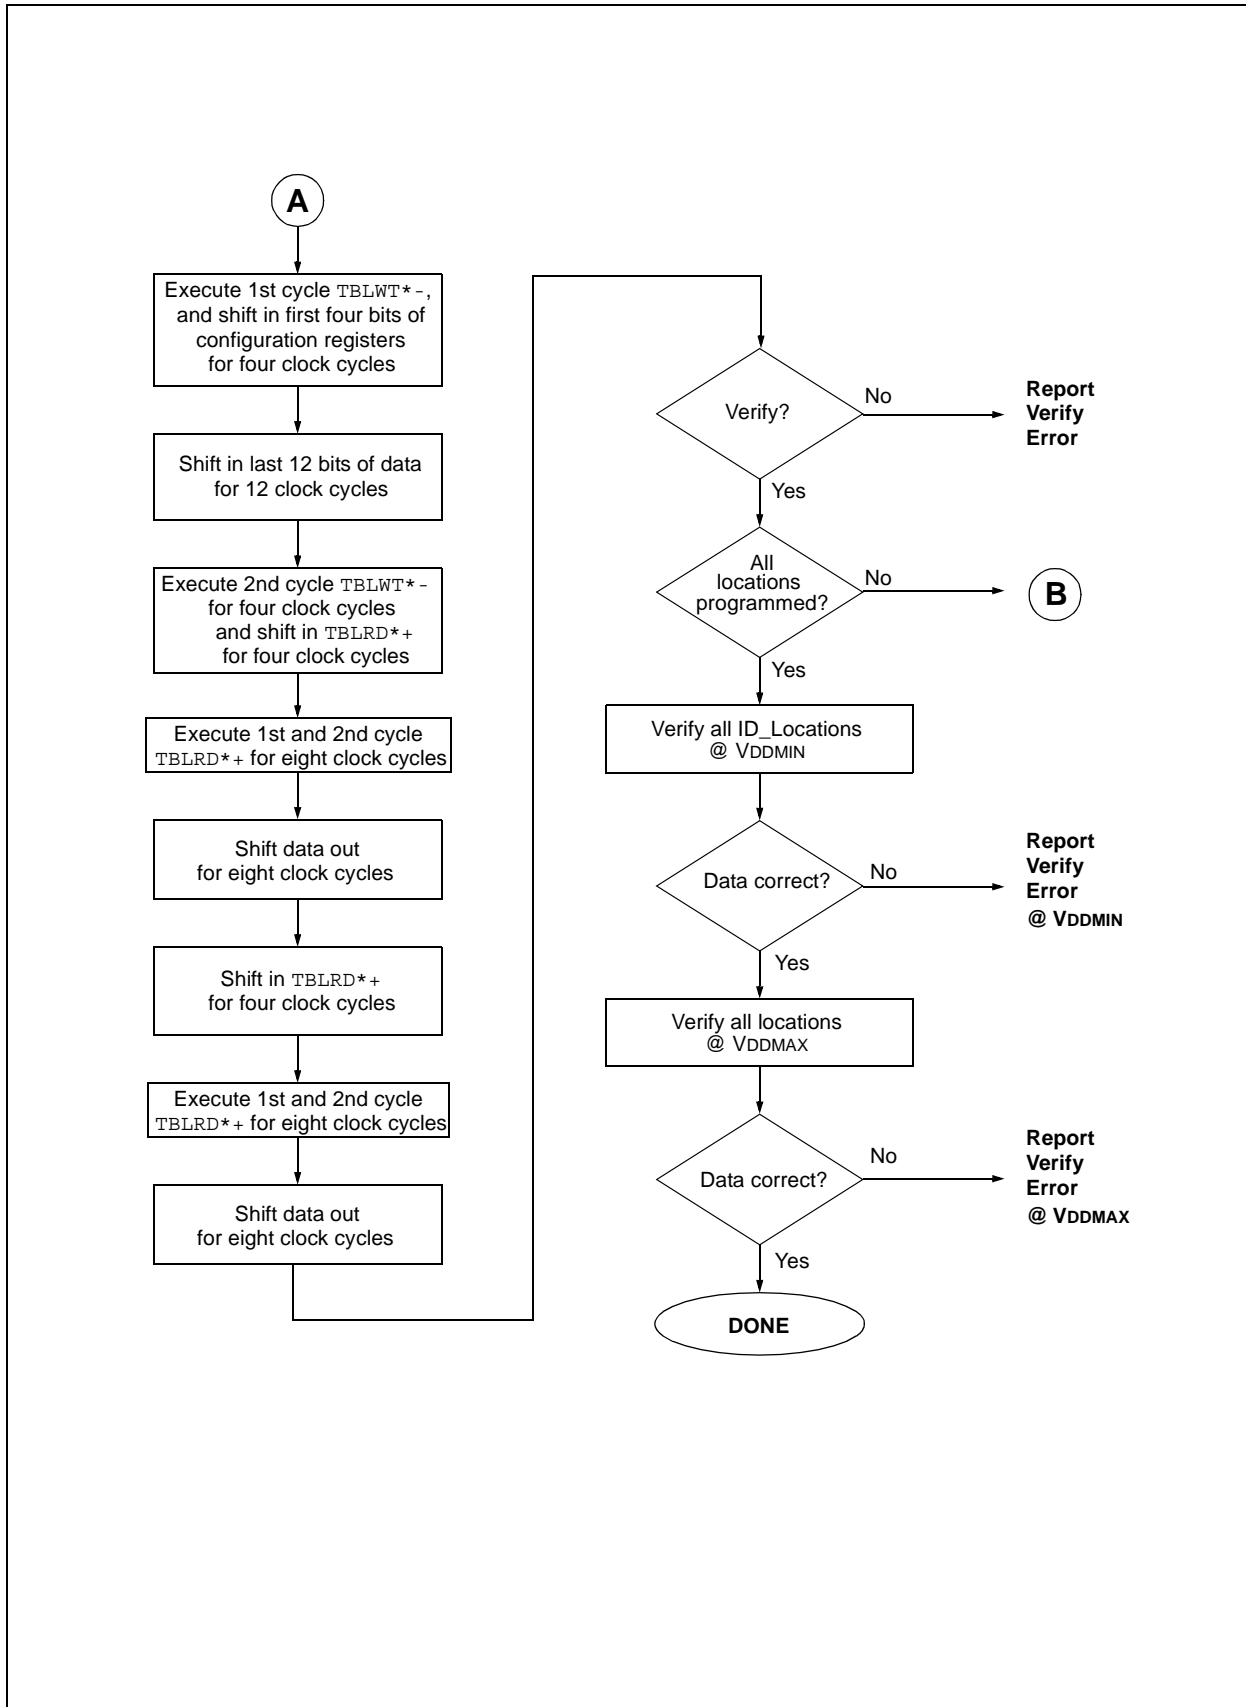 A
Execute 1st cycle TBLWT*-,
and shift in first four bits of
configuration registers
for four clock cycles
Shift in last 12 bits of data
for 12 clock cycles
Execute 2nd cycle TBLWT*-
for four clock cycles
and shift in TBLRD*+
for four clock cycles
Execute 1st and 2nd cycle
TBLRD*+ for eight clock cycles
Shift data out
for eight clock cycles
Shift in TBLRD*+
for four clock cycles
Execute 1st and 2nd cycle
TBLRD*+ for eight clock cycles
Shift data out
for eight clock cycles
Verify?
No
Report
Verify
Error
Yes
All
locations
programmed?
No
B
Yes
Verify all ID_Locations
@ VDDMIN
Data correct?
No
Report
Verify
Error
@ VDDMIN
Yes
Verify all locations
@ VDDMAX
Data correct?
No
Report
Verify
Error
@ VDDMAX
Yes
DONE